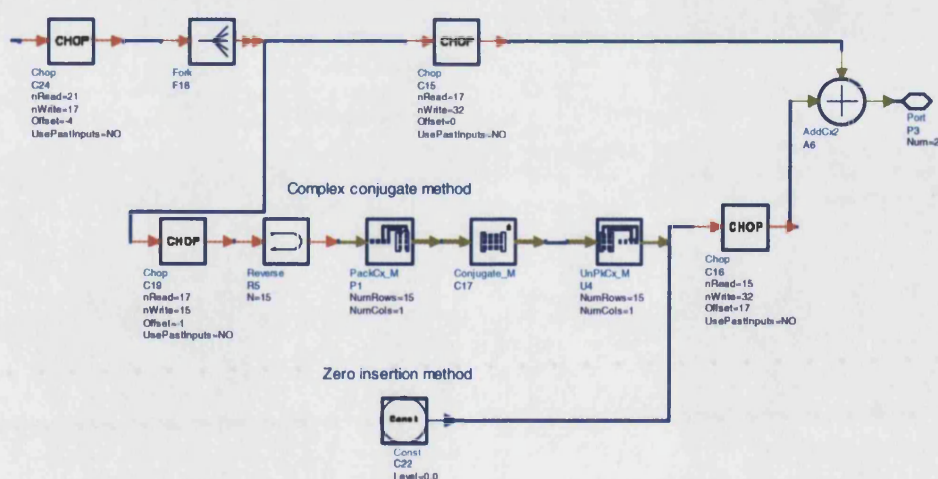 CHOP
Chop
C24
nRead=21
nWrite=17
Offset=-4
UsePastInputs=NO
Fork
F18
CHOP
Chop
C15
nRead=17
nWrite=32
Offset=0
UsePastInputs=NO
AddCx2
A6
Port
P3
Num=2
Complex conjugate method
CHOP
Chop
C19
nRead=17
nWrite=15
Offset=-1
UsePastInputs=NO
Reverse
R5
N=15
PackCx_M
P1
NumRows=15
NumCols=1
Conjugate_M
C17
UnPkCx_M
U4
NumRows=15
NumCols=1
CHOP
Chop
C16
nRead=15
nWrite=32
Offset=17
UsePastInputs=NO
Zero insertion method
Const
Const
C22
Level=0.0